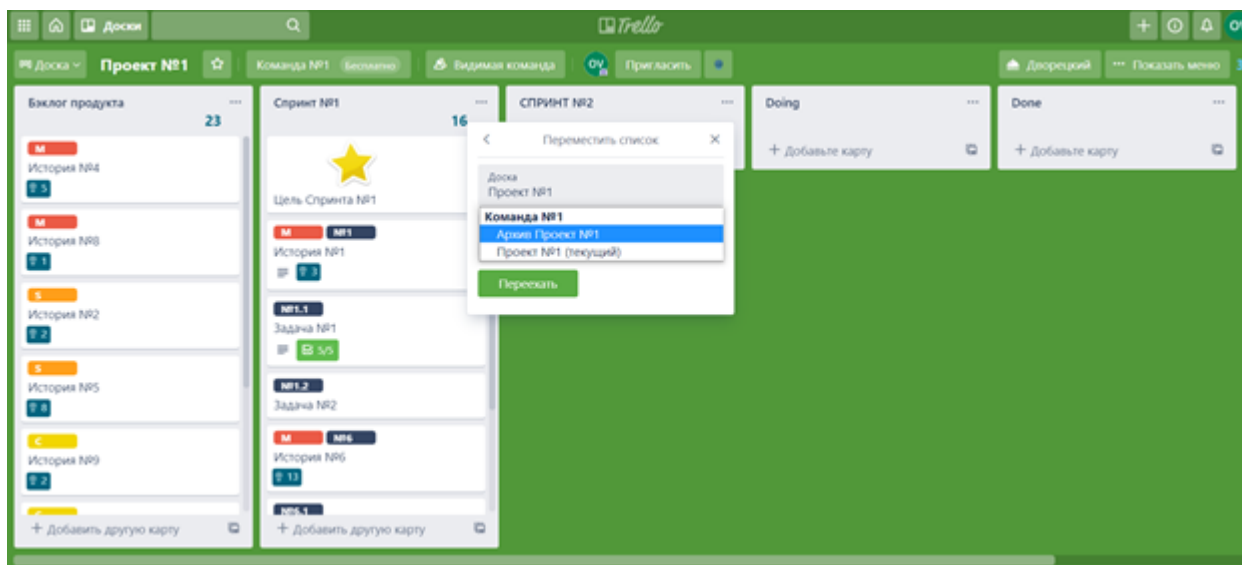 Доски
Trello
Доска
Проект №1
Команда №1 Бесплатно
Видимая команда
OY
Пригласить
Дворецкий
Показать меню
Бэклог продукта
23
M
История №4
5
M
История №8
1
S
История №2
2
S
История №5
8
C
История №9
2
C
+ Добавить другую карту
Спринт №1
16
Цель Спринта №1
M №1
История №1
3
№1.1
Задача №1
5/5
№1.2
Задача №2
M №6
История №6
13
№6.1
+ Добавить другую карту
СПРИНТ №2
Переместить список
Доска
Проект №1
Команда №1
Архив Проект №1
Проект №1 (текущий)
Переехать
Doing
+ Добавьте карту
Done
+ Добавьте карту